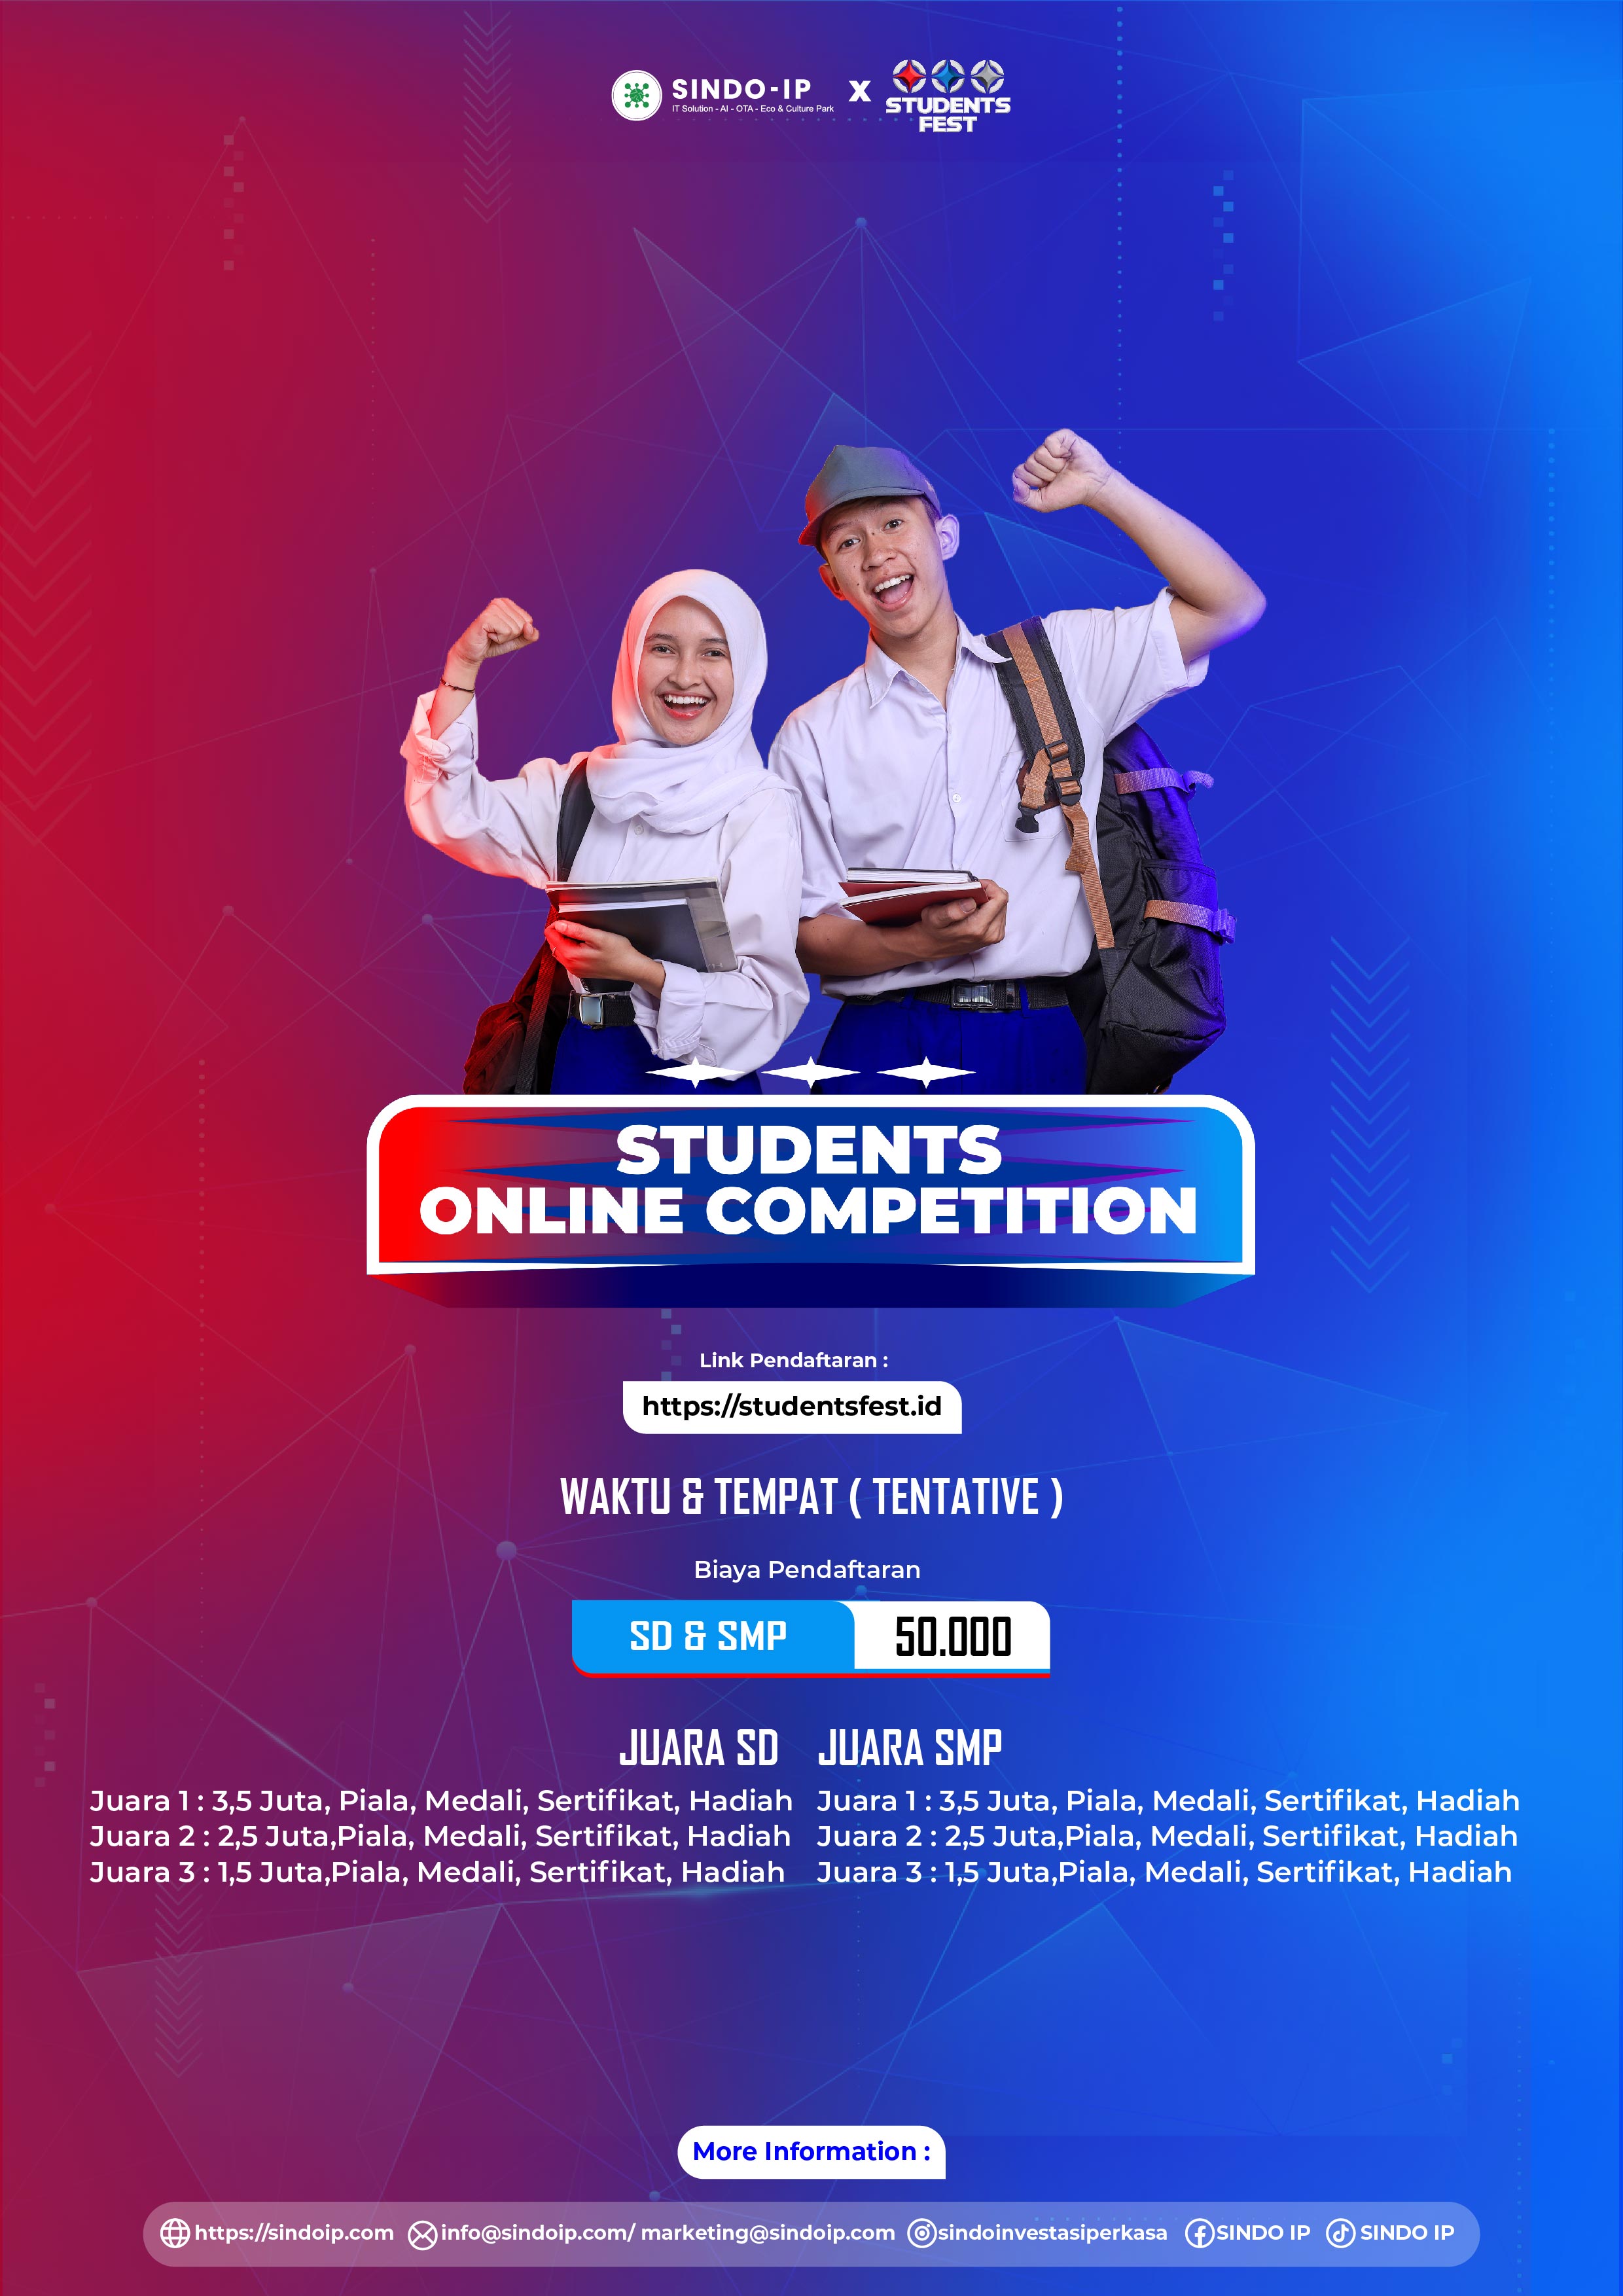 SINDO-IP
IT Solution - AI - OTA - Eco & Culture Park
X
STUDENTS
FEST
STUDENTS
ONLINE COMPETITION
Link Pendaftaran :
https://studentsfest.id
WAKTU & TEMPAT ( TENTATIVE )
Biaya Pendaftaran
SD & SMP 50.000
JUARA SD
Juara 1 : 3,5 Juta, Piala, Medali, Sertifikat, Hadiah
Juara 2 : 2,5 Juta,Piala, Medali, Sertifikat, Hadiah
Juara 3 : 1,5 Juta,Piala, Medali, Sertifikat, Hadiah
JUARA SMP
Juara 1 : 3,5 Juta, Piala, Medali, Sertifikat, Hadiah
Juara 2 : 2,5 Juta,Piala, Medali, Sertifikat, Hadiah
Juara 3 : 1,5 Juta,Piala, Medali, Sertifikat, Hadiah
More Information :
https://sindoip.com info@sindoip.com/ marketing@sindoip.com sindoinvestasiperkasa SINDO IP SINDO IP